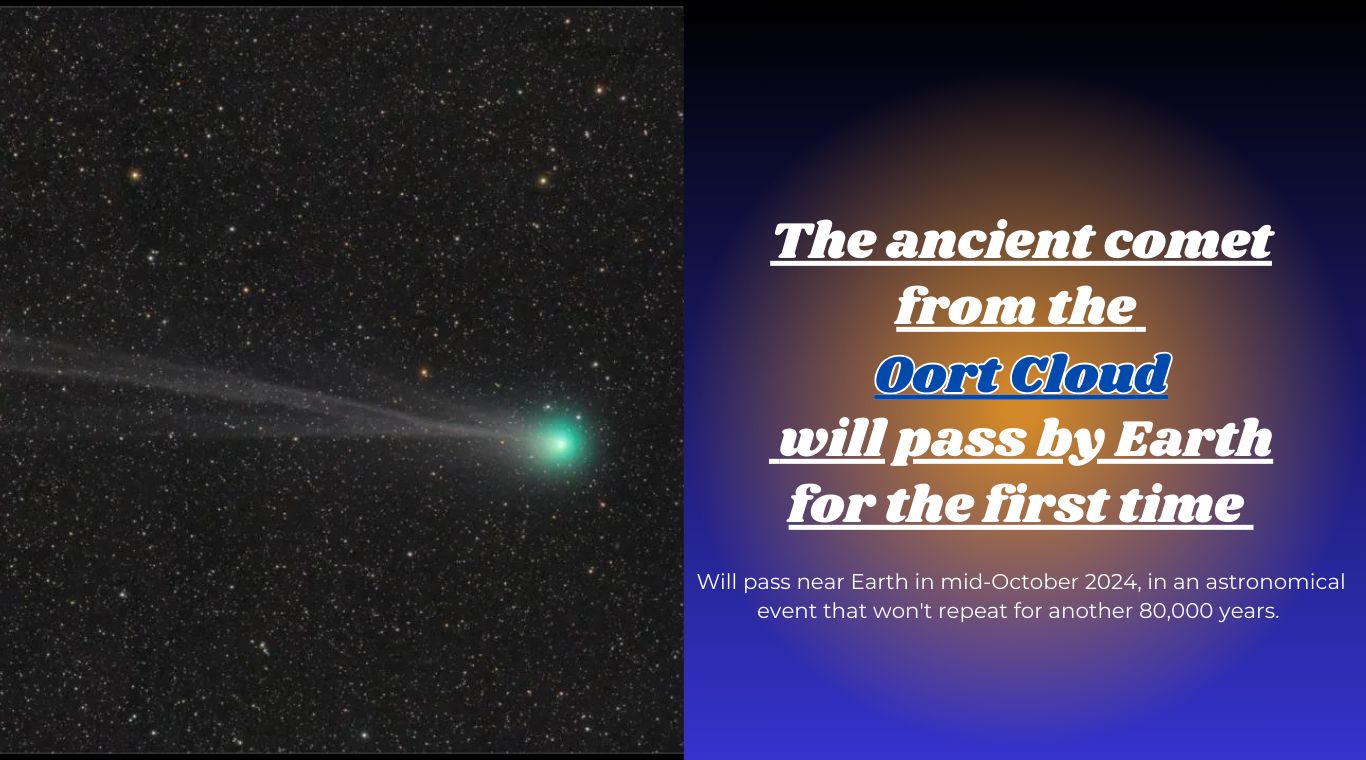 The ancient comet
from the
Oort Cloud
will pass by Earth
for the first time
Will pass near Earth in mid-October 2024, in an astronomical
event that won't repeat for another 80,000 years.